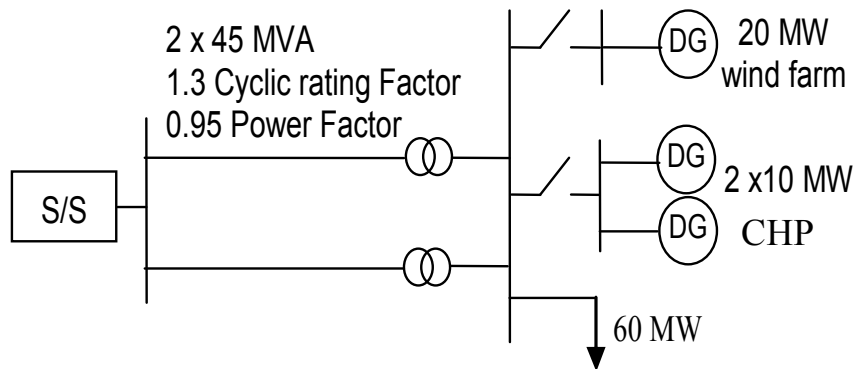 2 x 45 MVA
1.3 Cyclic rating Factor
0.95 Power Factor
DG
20 MW
wind farm
S/S
DG
2 x10 MW
DG
CHP
60 MW